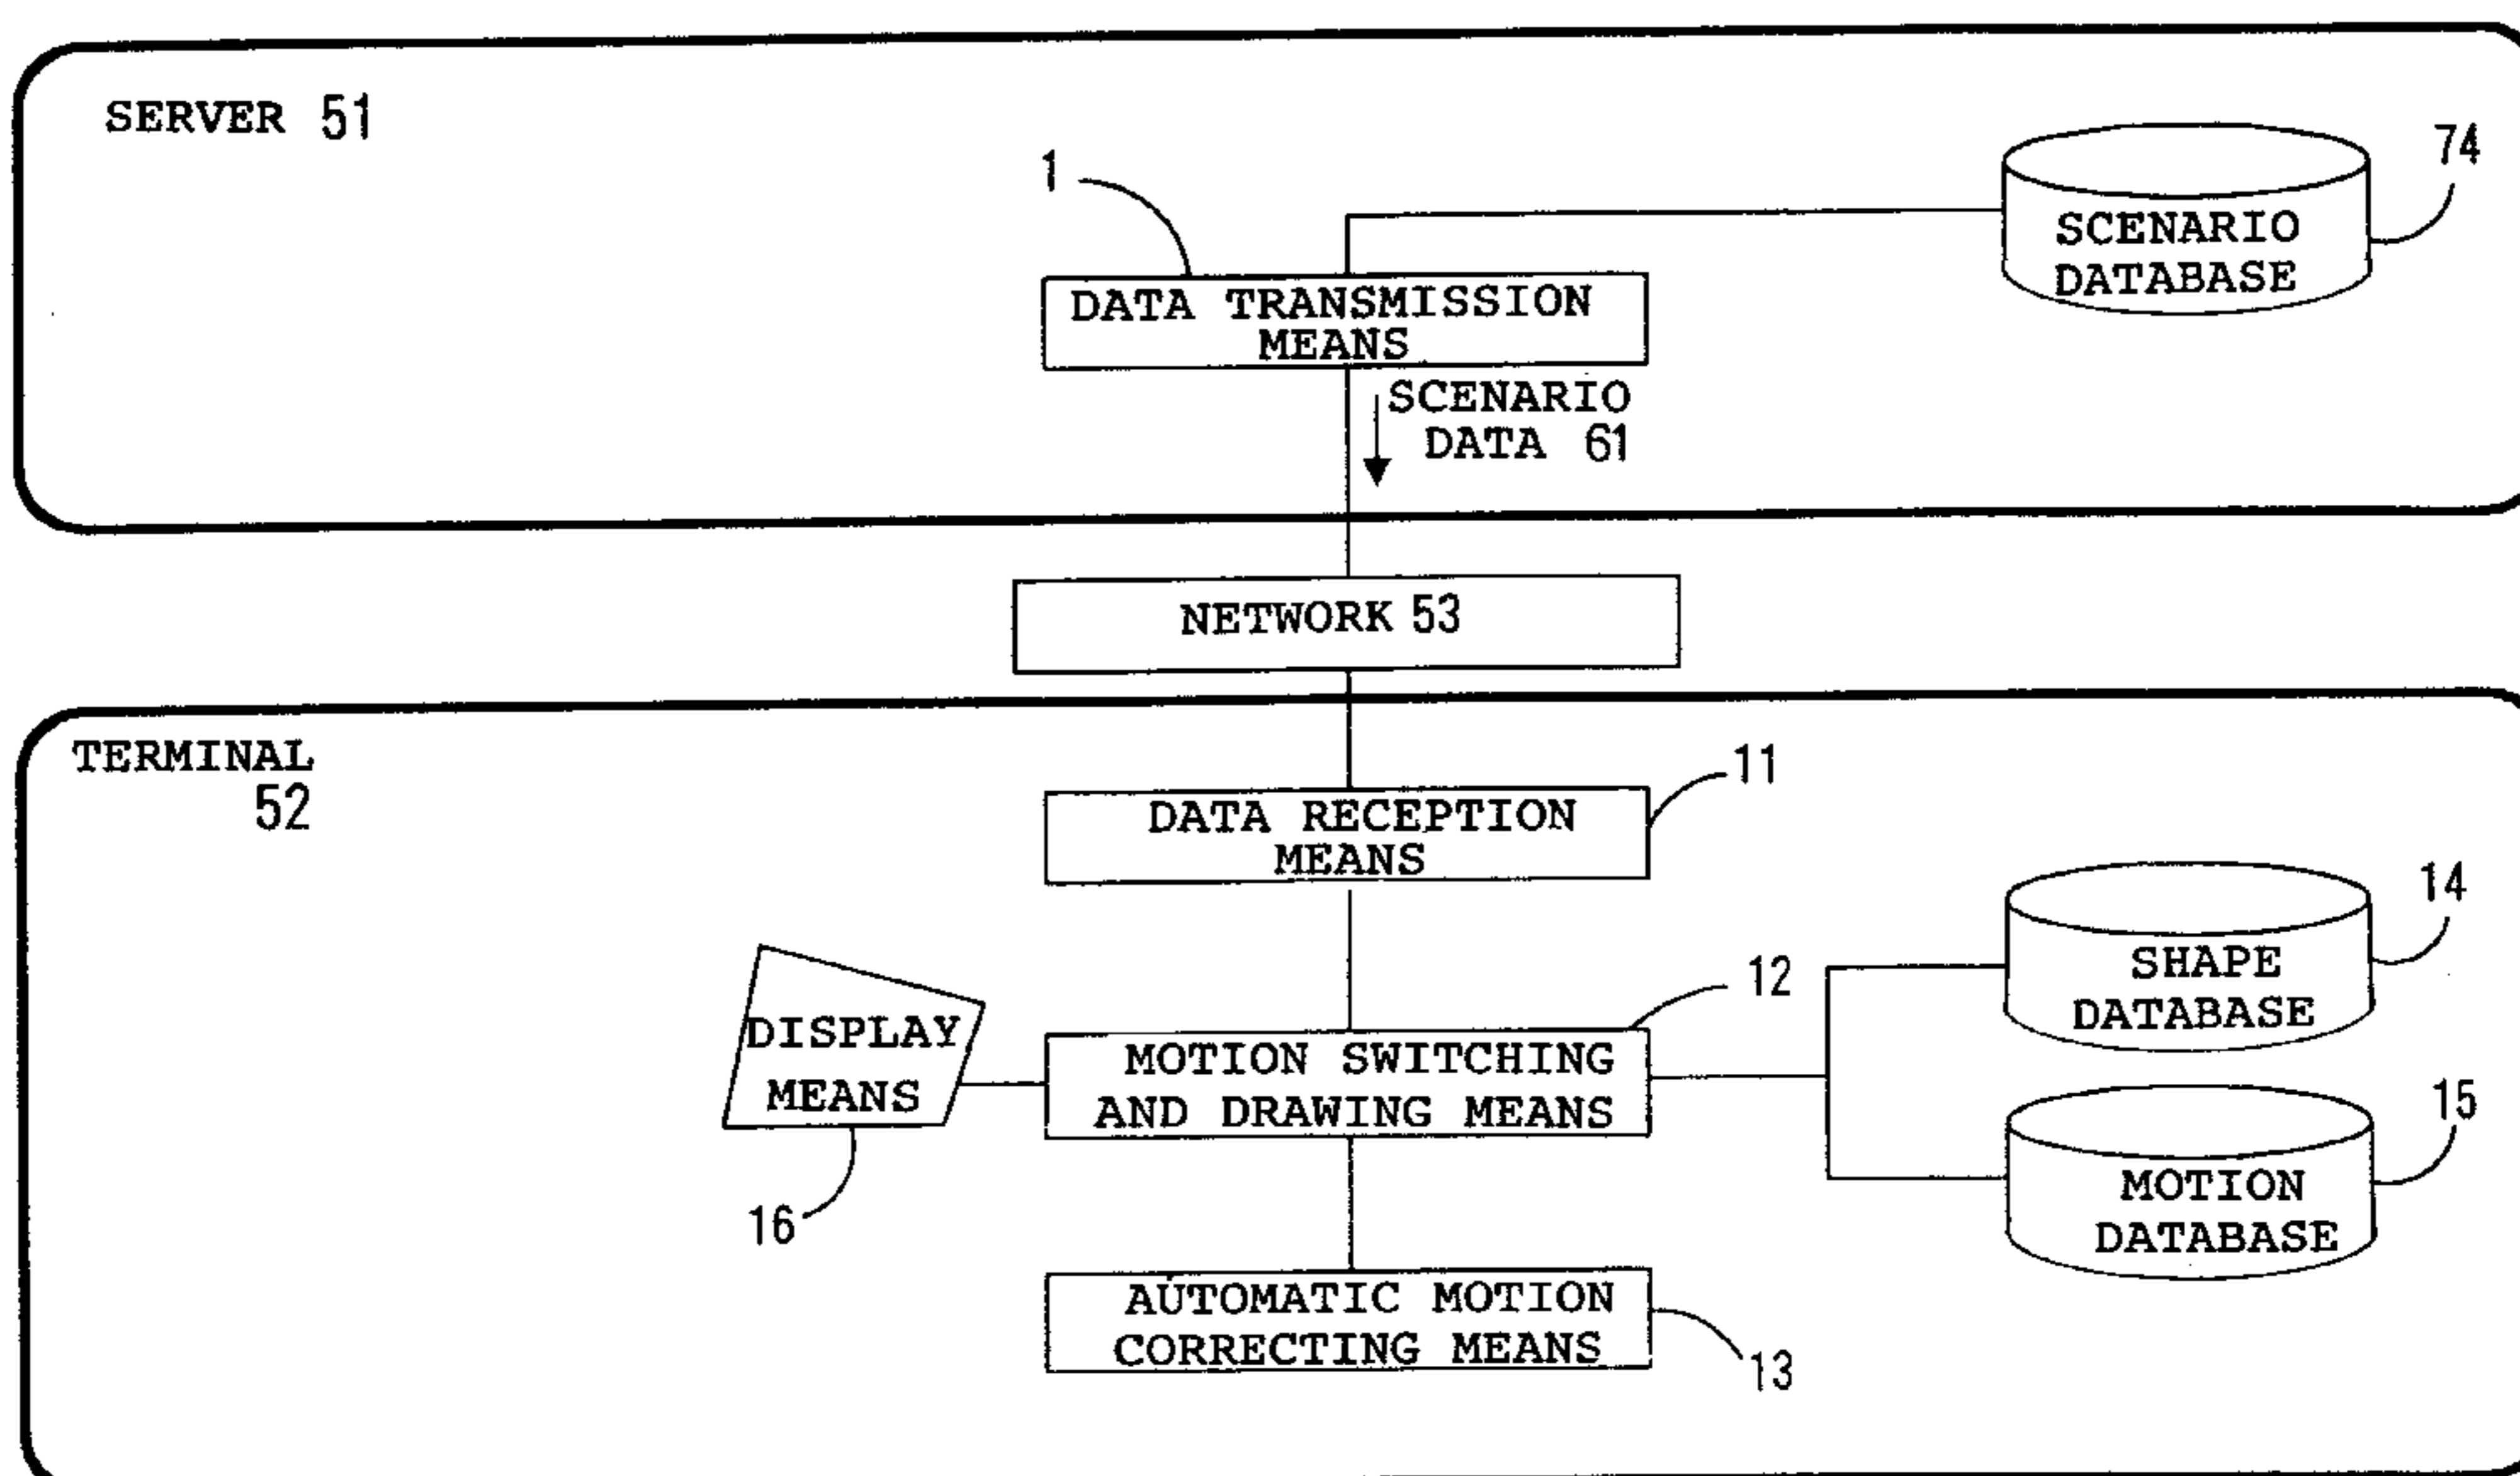 SERVER 51
74
1
SCENARIO
DATABASE
DATA TRANSMISSION
MEANS
SCENARIO
DATA 61
NETWORK 53
TERMINAL
52
11
DATA RECEPTION
MEANS
14
SHAPE
DATABASE
12
DISPLAY
MEANS
MOTION SWITCHING
AND DRAWING MEANS
15
MOTION
DATABASE
16
AUTOMATIC MOTION
CORRECTING MEANS
13